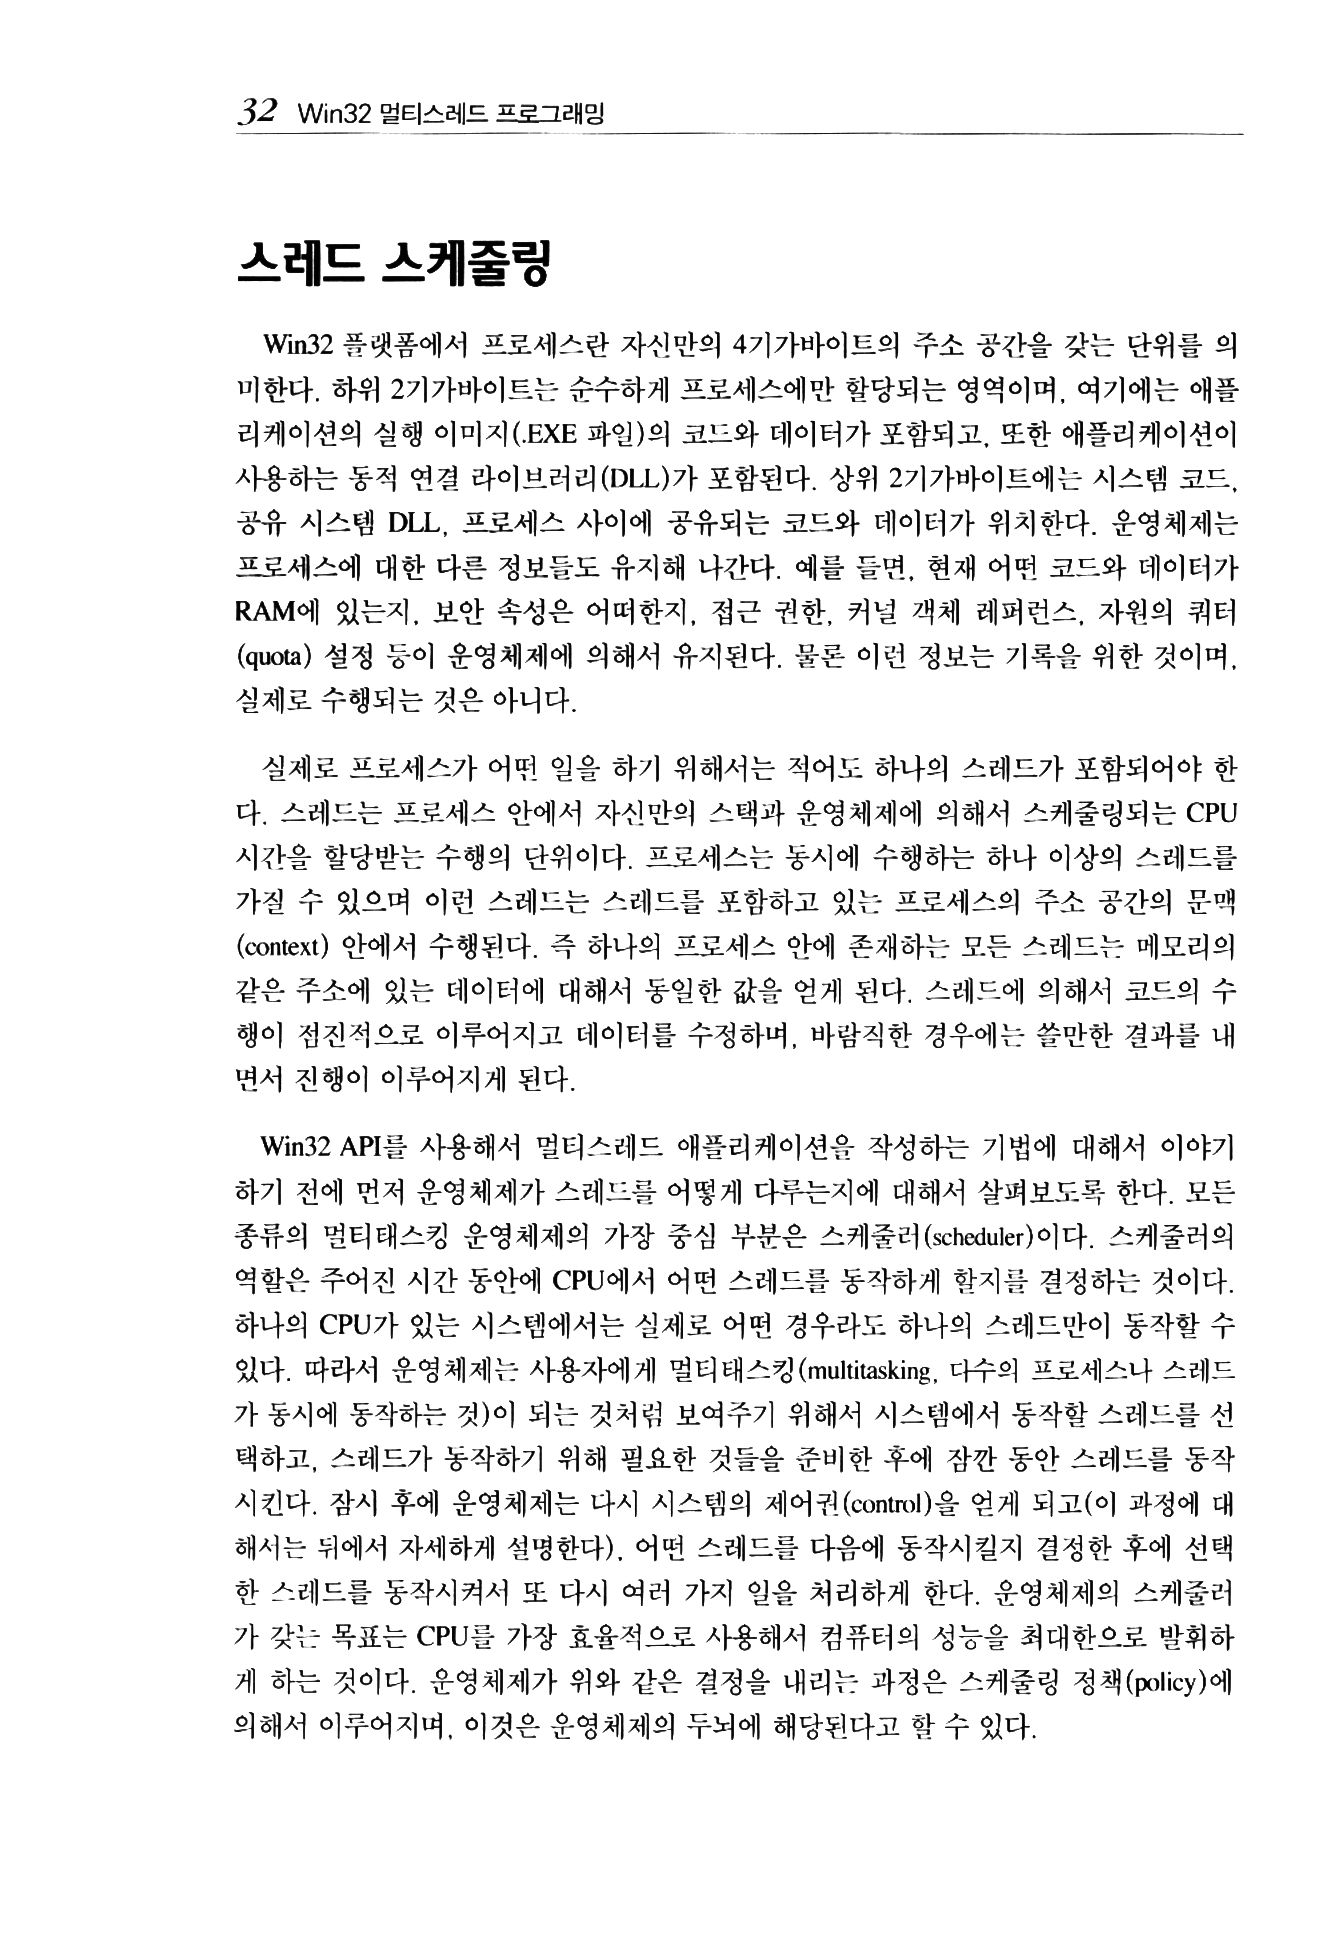 32 Win32 멀티스레드 프로그래밍
스레드 스케줄링
Win32 플랫폼에서 프로세스란 자신만의 4기가바이트의 주소 공간을 갖는 단위를 의
미한다. 하위 2기가바이트는 순수하게 프로세스에만 할당되는 영역이며, 여기에는 애플
리케이션의 실행 이미지(.EXE 파일)의 코드와 데이터가 포함되고, 또한 애플리케이션이
사용하는 동적 연결 라이브러리(DLL)가 포함된다. 상위 2기가바이트에는 시스템 코드,
공유 시스템 DLL, 프로세스 사이에 공유되는 코드와 데이터가 위치한다. 운영체제는
프로세스에 대한 다른 정보들도 유지해 나간다. 예를 들면, 현재 어떤 코드와 데이터가
RAM에 있는지, 보안 속성은 어떠한지, 접근 권한, 커널 객체 레퍼런스, 자원의 쿼터
(quota) 설정 등이 운영체제에 의해서 유지된다. 물론 이런 정보는 기록을 위한 것이며,
실제로 수행되는 것은 아니다.
실제로 프로세스가 어떤 일을 하기 위해서는 적어도 하나의 스레드가 포함되어야 한
다. 스레드는 프로세스 안에서 자신만의 스택과 운영체제에 의해서 스케줄링되는 CPU
시간을 할당받는 수행의 단위이다. 프로세스는 동시에 수행하는 하나 이상의 스레드를
가질 수 있으며 이런 스레드는 스레드를 포함하고 있는 프로세스의 주소 공간의 문맥
(context) 안에서 수행된다. 즉 하나의 프로세스 안에 존재하는 모든 스레드는 메모리의
같은 주소에 있는 데이터에 대해서 동일한 값을 얻게 된다. 스레드에 의해서 코드의 수
행이 점진적으로 이루어지고 데이터를 수정하며, 바람직한 경우에는 쓸만한 결과를 내
면서 진행이 이루어지게 된다.
Win32 API를 사용해서 멀티스레드 애플리케이션을 작성하는 기법에 대해서 이야기
하기 전에 먼저 운영체제가 스레드를 어떻게 다루는지에 대해서 살펴보도록 한다. 모든
종류의 멀티태스킹 운영체제의 가장 중심 부분은 스케줄러(scheduler)이다. 스케줄러의
역할은 주어진 시간 동안에 CPU에서 어떤 스레드를 동작하게 할지를 결정하는 것이다.
하나의 CPU가 있는 시스템에서는 실제로 어떤 경우라도 하나의 스레드만이 동작할 수
있다. 따라서 운영체제는 사용자에게 멀티태스킹(multitasking, 다수의 프로세스나 스레드
가 동시에 동작하는 것)이 되는 것처럼 보여주기 위해서 시스템에서 동작할 스레드를 선
택하고, 스레드가 동작하기 위해 필요한 것들을 준비한 후에 잠깐 동안 스레드를 동작
시킨다. 잠시 후에 운영체제는 다시 시스템의 제어권(control)을 얻게 되고(이 과정에 대
해서는 뒤에서 자세하게 설명한다), 어떤 스레드를 다음에 동작시킬지 결정한 후에 선택
한 스레드를 동작시켜서 또 다시 여러 가지 일을 처리하게 한다. 운영체제의 스케줄러
가 갖는 목표는 CPU를 가장 효율적으로 사용해서 컴퓨터의 성능을 최대한으로 발휘하
게 하는 것이다. 운영체제가 위와 같은 결정을 내리는 과정은 스케줄링 정책(policy)에
의해서 이루어지며, 이것은 운영체제의 두뇌에 해당된다고 할 수 있다.